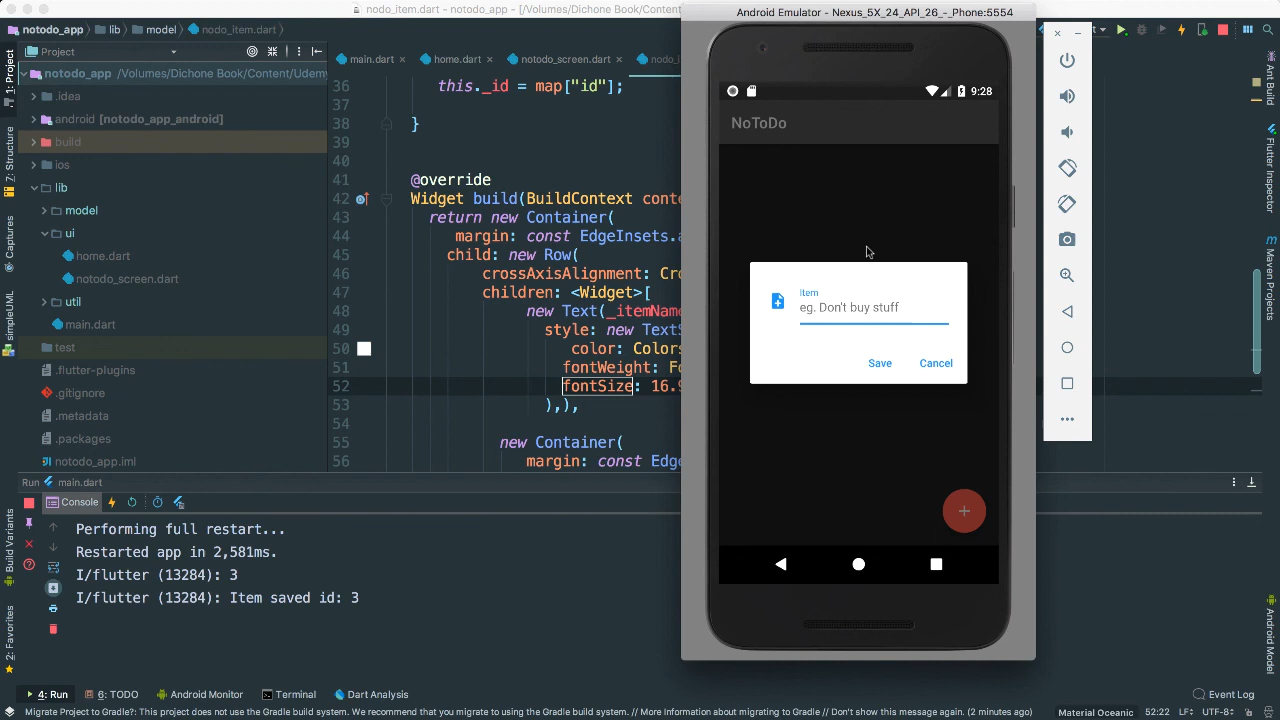 nodo_item.dart - notodo_app - [/Volumes/Dichone Book/Content
Android Emulator - Nexus_5X_24_API_26_-_Phone:5554
notodo_app
lib
model
nodo_item.dart
Project
main.dart
home.dart
notodo_screen.dart
nodo_i
notodo_app /Volumes/Dichone Book/Content/Udem
.idea
android [notodo_app_android]
build
ios
lib
model
ui
home.dart
notodo_screen.dart
util
main.dart
test
.flutter-plugins
.gitignore
.metadata
.packages
notodo_app.iml
36 this._id = map["id"];
37
38 }
39
40
41 @override
42 Widget build(BuildContext conte
43 return new Container(
44 margin: const EdgeInsets.a
45 child: new Row(
46 crossAxisAlignment: Cro
47 children: <Widget>[
48 new Text(_itemName
49 style: new TextS
50 color: Colors
51 fontWeight: Fo
52 fontSize: 16.9
53 ),),
54
55 new Container(
56 margin: const Edg
9:28
NoToDo
Item
eg. Don't buy stuff
Save Cancel
1: Project
7: Structure
Captures
simpleUML
Build Variants
2: Favorites
Ant Build
Flutter Inspector
Maven Projects
Android Model
Run main.dart
Console
Performing full restart...
Restarted app in 2,581ms.
I/flutter (13284): 3
I/flutter (13284): Item saved id: 3
4: Run
6: TODO
Android Monitor
Terminal
Dart Analysis
Event Log
Migrate Project to Gradle?: This project does not use the Gradle build system. We recommend that you migrate to using the Gradle build system. // More Information about migrating to Gradle // Don't show this message again. (2 minutes ago)
Material Oceanic
52:22
LF÷
UTF-8÷